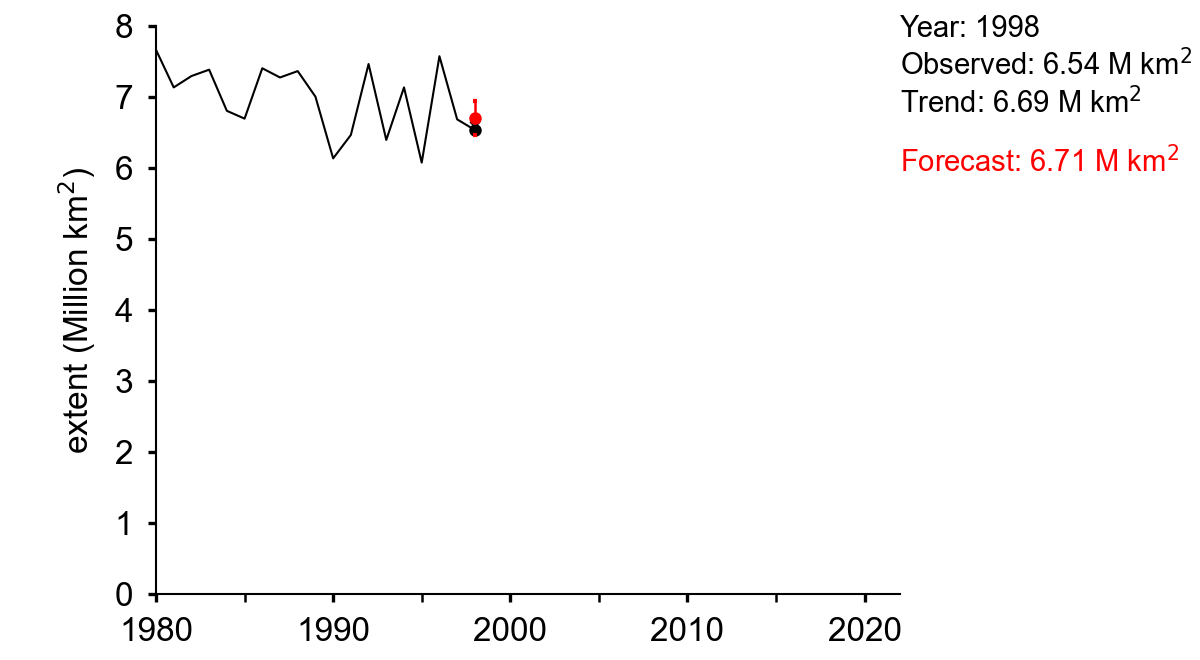 Year: 1998
Observed: 6.54 M km²
Trend: 6.69 M km²
Forecast: 6.71 M km²
extent (Million km²)
8
7
6
5
4
3
2
1
0
1980 1990 2000 2010 2020